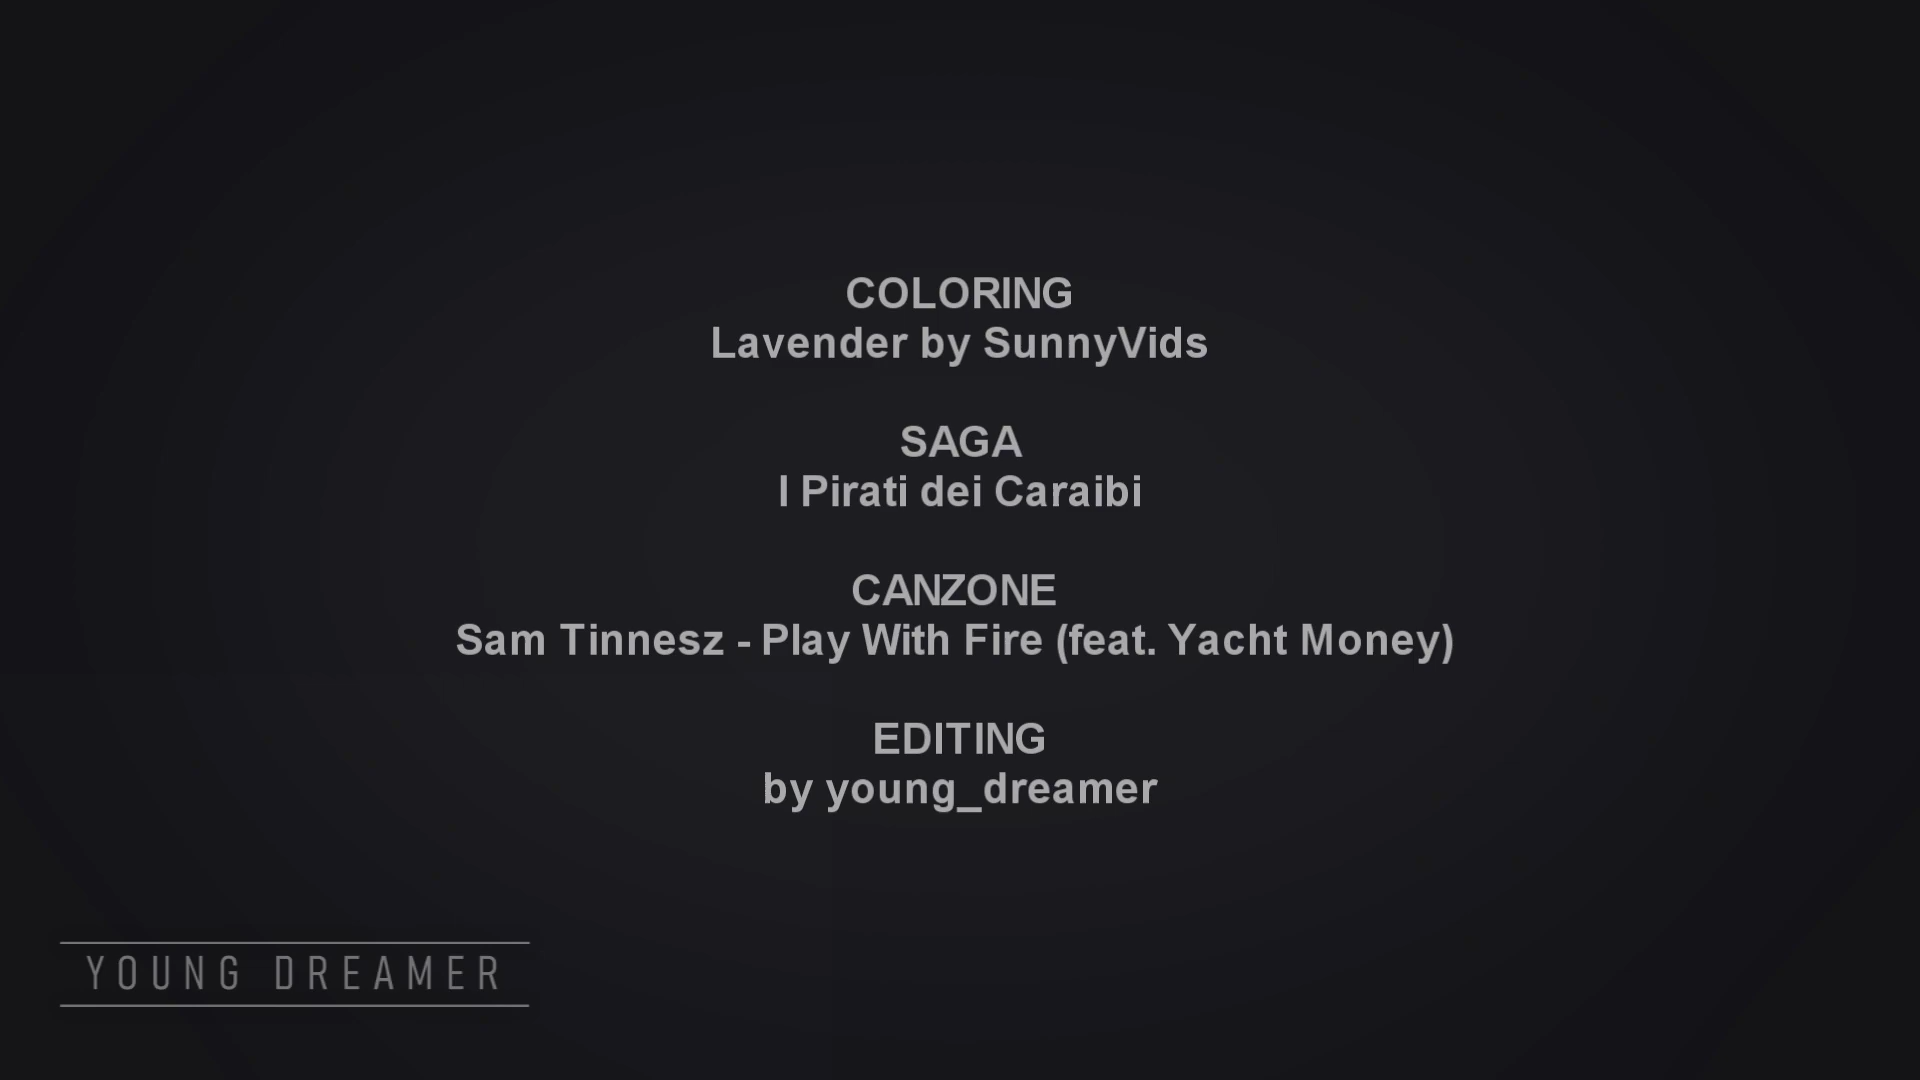 COLORING
Lavender by SunnyVids
SAGA
I Pirati dei Caraibi
CANZONE
Sam Tinnesz - Play With Fire (feat. Yacht Money)
EDITING
by young_dreamer
YOUNG DREAMER